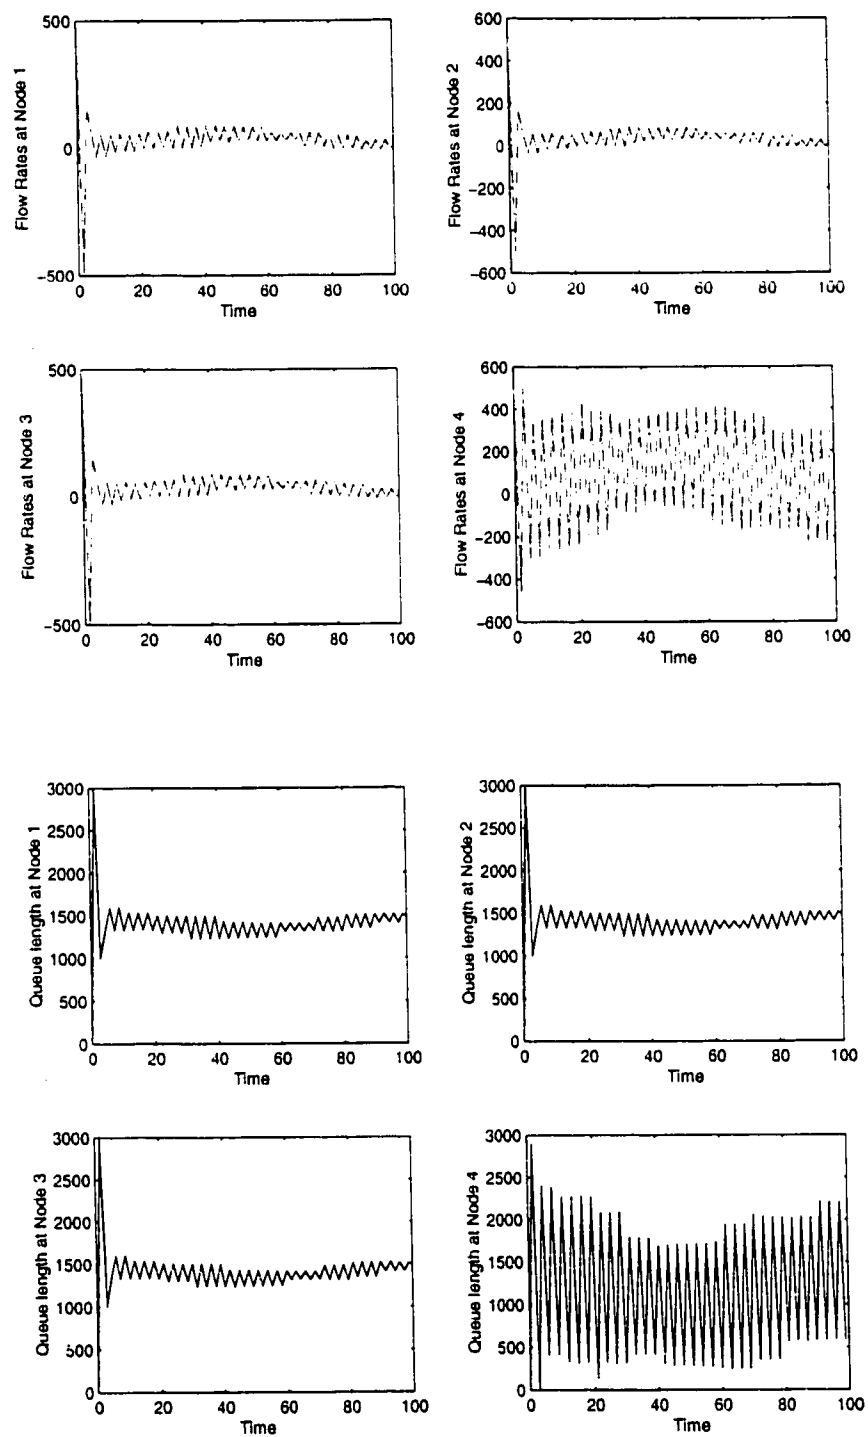 500
0
-500
Flow Rates at Node 1
0 20 40 60 80 100
Time
600
400
200
0
-200
-400
-600
Flow Rates at Node 2
0 20 40 60 80 100
Time
500
0
-500
Flow Rates at Node 3
0 20 40 60 80 100
Time
600
400
200
0
-200
-400
-600
Flow Rates at Node 4
0 20 40 60 80 100
Time
3000
2500
2000
1500
1000
500
0
Queue length at Node 1
0 20 40 60 80 100
Time
3000
2500
2000
1500
1000
500
0
Queue length at Node 2
0 20 40 60 80 100
Time
3000
2500
2000
1500
1000
500
0
Queue length at Node 3
0 20 40 60 80 100
Time
3000
2500
2000
1500
1000
500
0
Queue length at Node 4
0 20 40 60 80 100
Time